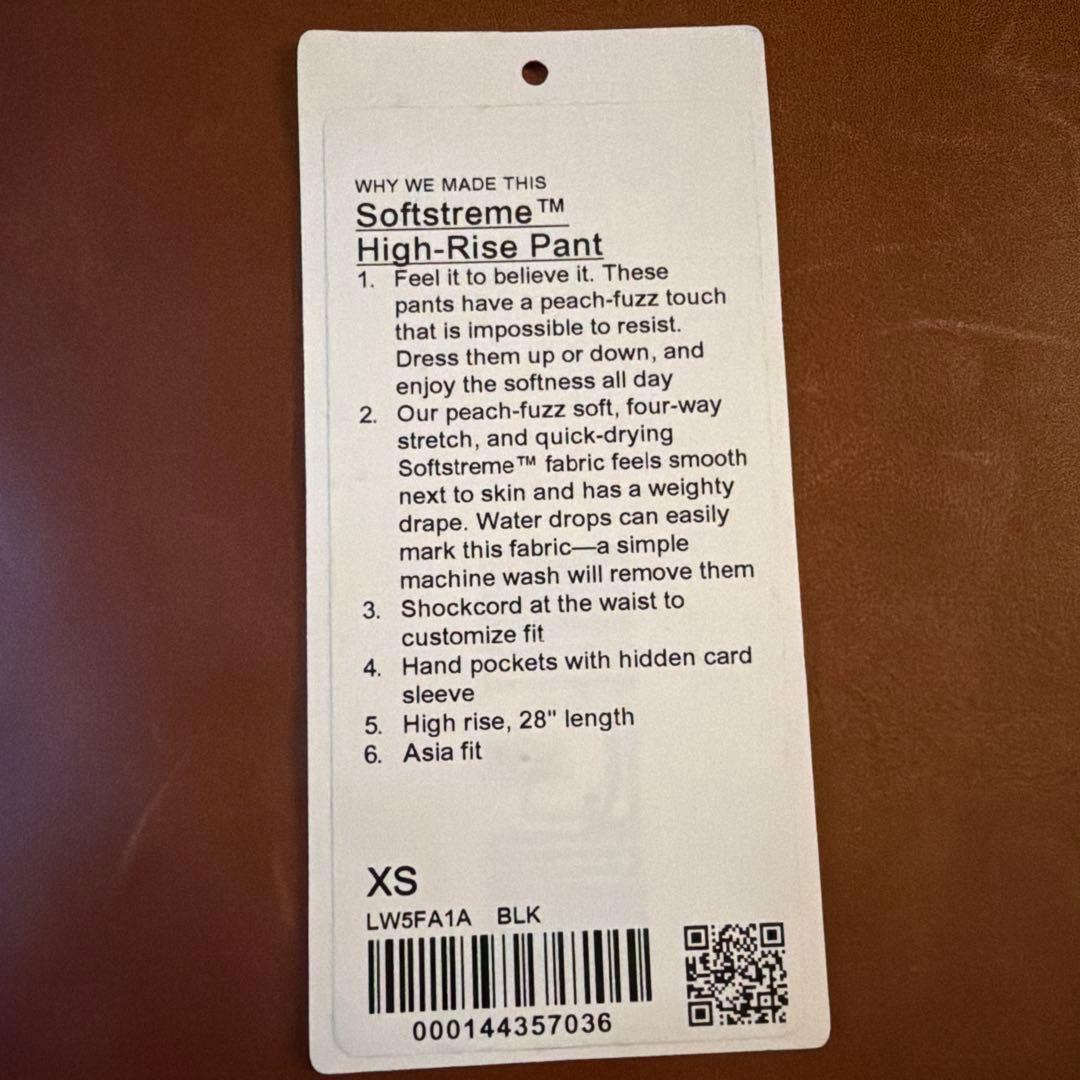 WHY WE MADE THIS
Softstreme™
High-Rise Pant
1. Feel it to believe it. These
pants have a peach-fuzz touch
that is impossible to resist.
Dress them up or down, and
enjoy the softness all day
2. Our peach-fuzz soft, four-way
stretch, and quick-drying
Softstreme™ fabric feels smooth
next to skin and has a weighty
drape. Water drops can easily
mark this fabric—a simple
machine wash will remove them
3. Shockcord at the waist to
customize fit
4. Hand pockets with hidden card
sleeve
5. High rise, 28" length
6. Asia fit
XS
LW5FA1A BLK
000144357036